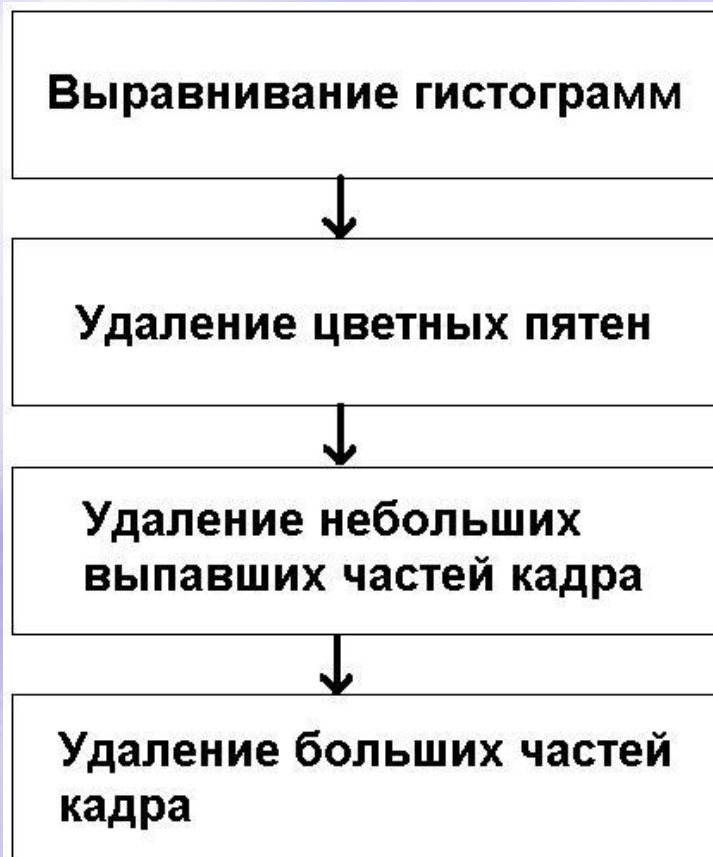 Выравнивание гистограмм
Удаление цветных пятен
Удаление небольших
выпавших частей кадра
Удаление больших частей
кадра